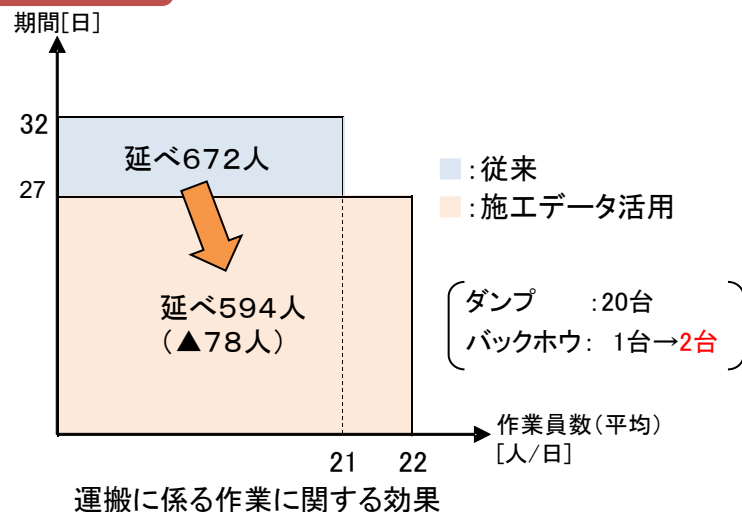 期間[日]
32
延べ672人
27
:従来
:施工データ活用
延べ594人
(▲78人)
ダンプ :20台
バックホウ: 1台→2台
作業員数(平均)
[人/日]
21 22
運搬に係る作業に関する効果